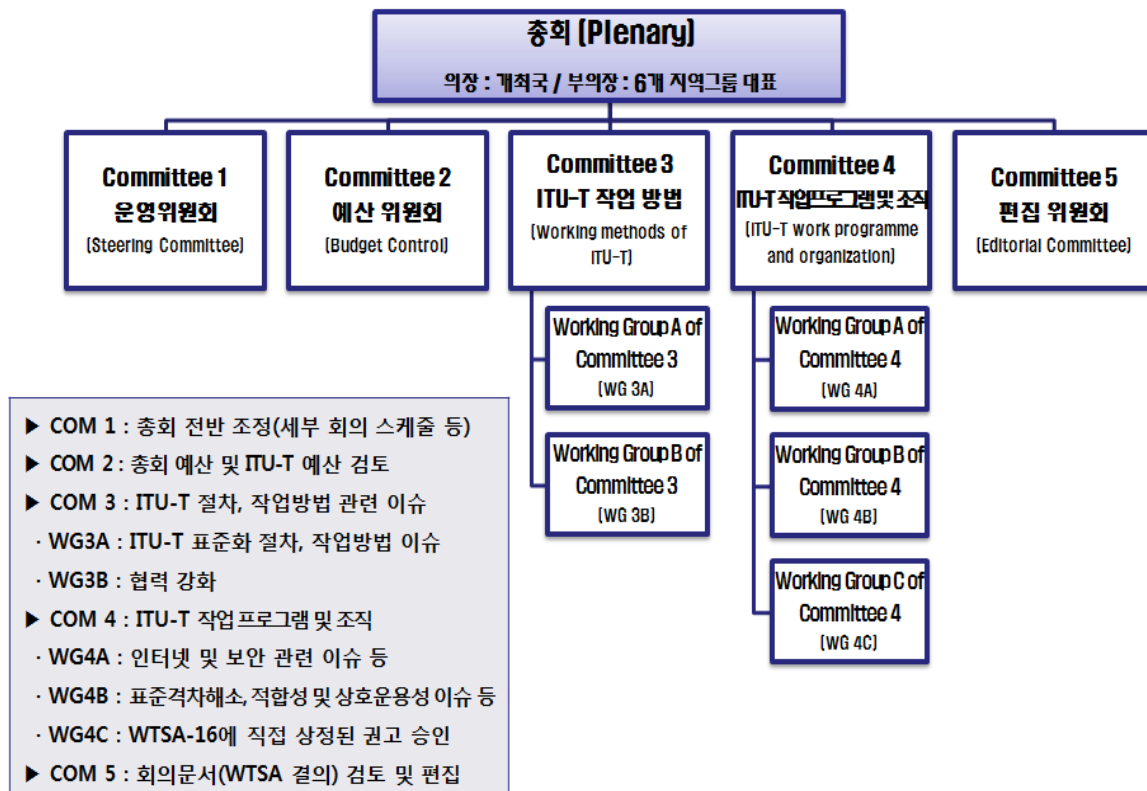 총회 (Plenary)
의장 : 개최국 / 부의장 : 6개 지역그룹 대표
Committee 1
운영위원회
(Steering Committee)
Committee 2
예산 위원회
(Budget Control)
Committee 3
ITU-T 작업 방법
(Working methods of
ITU-T)
Committee 4
ITU-T 작업프로그램 및 조직
(ITU-T work programme
and organization)
Committee 5
편집 위원회
(Editorial Committee)
Working Group A of
Committee 3
(WG 3A)
Working Group B of
Committee 3
(WG 3B)
Working Group A of
Committee 4
(WG 4A)
Working Group B of
Committee 4
(WG 4B)
Working Group C of
Committee 4
(WG 4C)
▶ COM 1 : 총회 전반 조정(세부 회의 스케줄 등)
▶ COM 2 : 총회 예산 및 ITU-T 예산 검토
▶ COM 3 : ITU-T 절차, 작업방법 관련 이슈
· WG3A : ITU-T 표준화 절차, 작업방법 이슈
· WG3B : 협력 강화
▶ COM 4 : ITU-T 작업 프로그램 및 조직
· WG4A : 인터넷 및 보안 관련 이슈 등
· WG4B : 표준격차해소, 적합성 및 상호운용성 이슈 등
· WG4C : WTSA-16에 직접 상정된 권고 승인
▶ COM 5 : 회의문서(WTSA 결의) 검토 및 편집